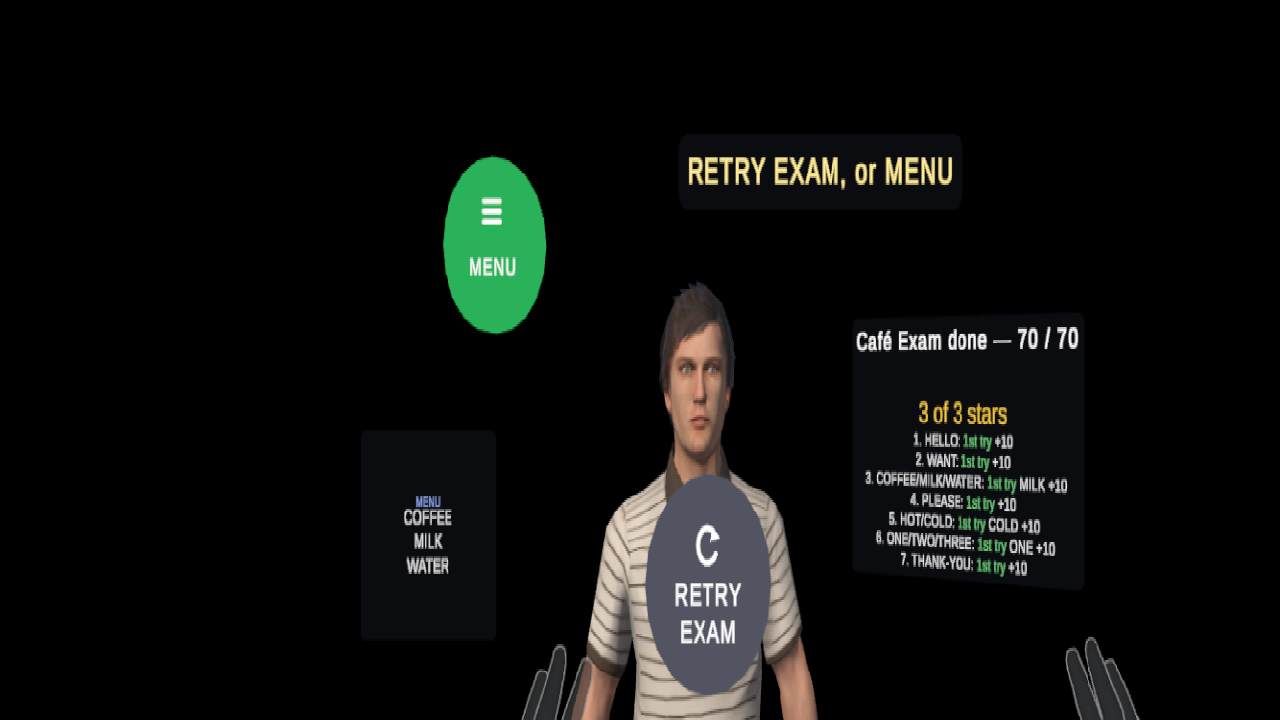 RETRY EXAM, or MENU
MENU
Café Exam done — 70 / 70
3 of 3 stars
1. HELLO: 1st try +10
2. WANT: 1st try +10
3. COFFEE/MILK/WATER: 1st try MILK +10
4. PLEASE: 1st try +10
5. HOT/COLD: 1st try COLD +10
6. ONE/TWO/THREE: 1st try ONE +10
7. THANK-YOU: 1st try +10
MENU
COFFEE
MILK
WATER
RETRY
EXAM